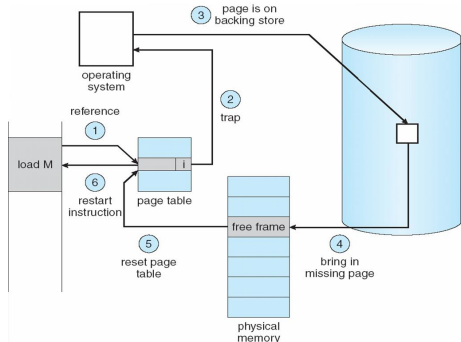 3
page is on
backing store
operating
system
2
trap
reference
1
load M
i
6
restart
instruction
page table
free frame
5
reset page
table
4
bring in
missing page
physical
memory